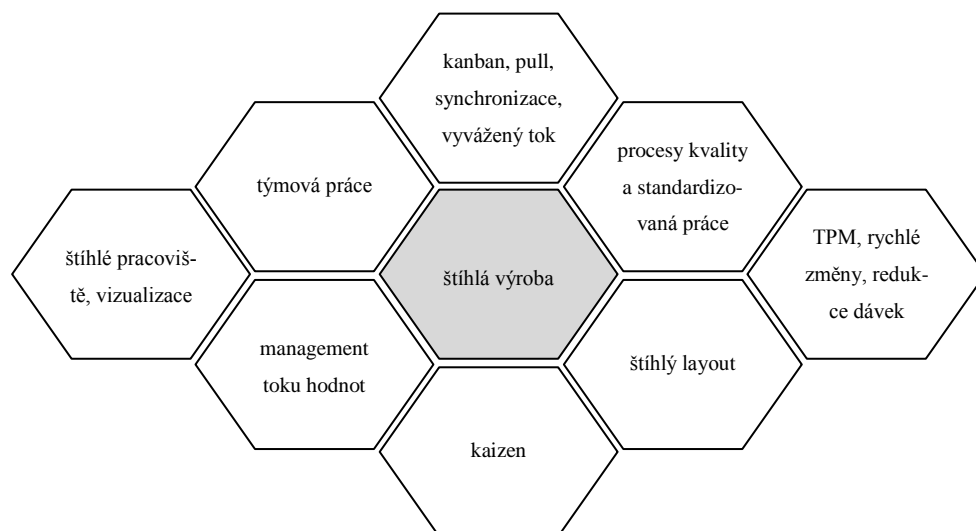 kanban, pull,
synchronizace,
vyvážený tok
týmová práce
procesy kvality
a standardizo-
vaná práce
štíhlé pracoviš-
tě, vizualizace
štíhlá výroba
TPM, rychlé
změny, reduk-
ce dávek
management
toku hodnot
štíhlý layout
kaizen